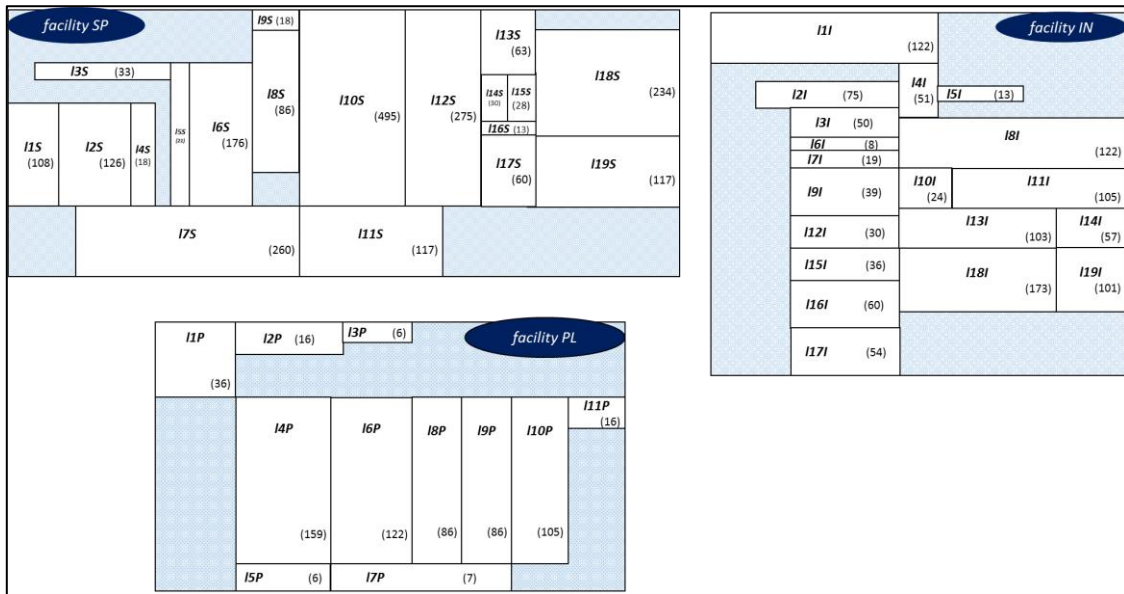 facility SP
l9S (18)
l13S
(63)
l3S (33)
l8S
(86)
l10S
(495)
l12S
(275)
l14S
(30)
l15S
(28)
l18S
(234)
l16S (13)
l1S
(108)
l2S
(126)
l4S
(18)
l5S
(22)
l6S
(176)
l17S
(60)
l19S
(117)
l7S
(260)
l11S
(117)
l1I
(122)
facility IN
l2I (75)
l4I
(51)
l5I (13)
l3I (50)
l6I (8)
l7I (19)
l8I
(122)
l9I (39)
l10I
(24)
l11I
(105)
l12I (30)
l13I
(103)
l14I
(57)
l15I (36)
l18I
(173)
l19I
(101)
l16I (60)
l17I (54)
l1P
(36)
l2P (16)
l3P (6)
facility PL
l4P
(159)
l6P
(122)
l8P
(86)
l9P
(86)
l10P
(105)
l11P
(16)
l5P (6)
l7P (7)